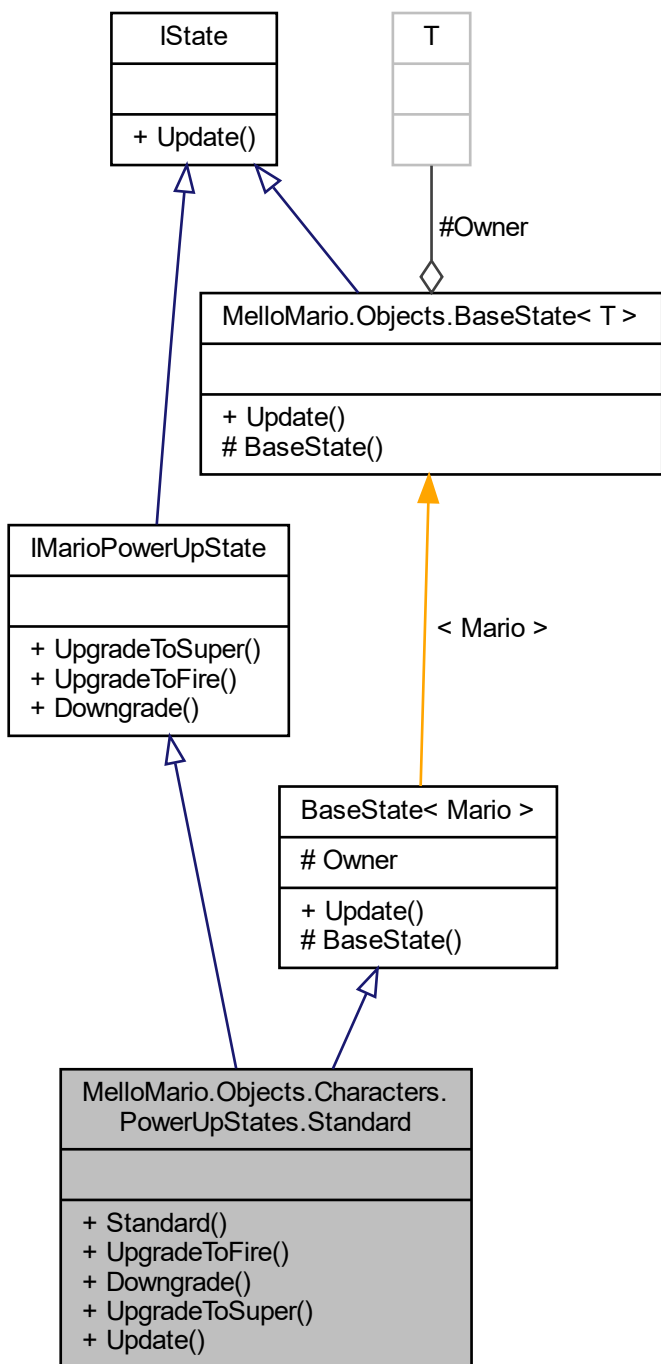 IState
+ Update()
T
#Owner
MelloMario.Objects.BaseState< T >
+ Update()
# BaseState()
IMarioPowerUpState
+ UpgradeToSuper()
+ UpgradeToFire()
+ Downgrade()
< Mario >
BaseState< Mario >
# Owner
+ Update()
# BaseState()
MelloMario.Objects.Characters.
PowerUpStates.Standard
+ Standard()
+ UpgradeToFire()
+ Downgrade()
+ UpgradeToSuper()
+ Update()